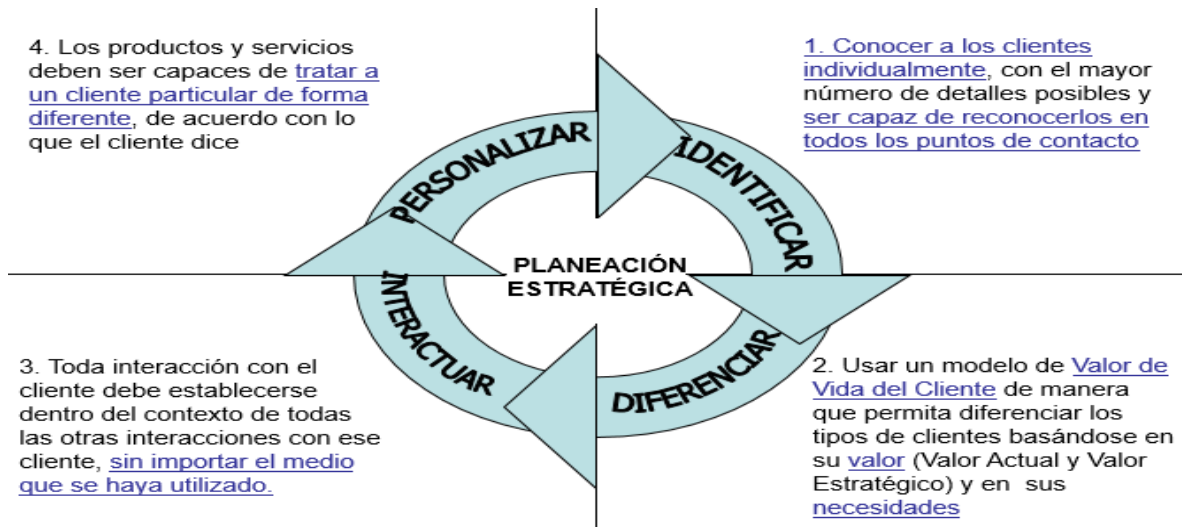 4. Los productos y servicios
deben ser capaces de tratar a
un cliente particular de forma
diferente, de acuerdo con lo
que el cliente dice
1. Conocer a los clientes
individualmente, con el mayor
número de detalles posibles y
ser capaz de reconocerlos en
todos los puntos de contacto
PERSONALIZAR
IDENTIFICAR
PLANEACIÓN
ESTRATÉGICA
INTERACTUAR
DIFERENCIAR
3. Toda interacción con el
cliente debe establecerse
dentro del contexto de todas
las otras interacciones con ese
cliente, sin importar el medio
que se haya utilizado.
2. Usar un modelo de Valor de
Vida del Cliente de manera
que permita diferenciar los
tipos de clientes basándose en
su valor (Valor Actual y Valor
Estratégico) y en sus
necesidades